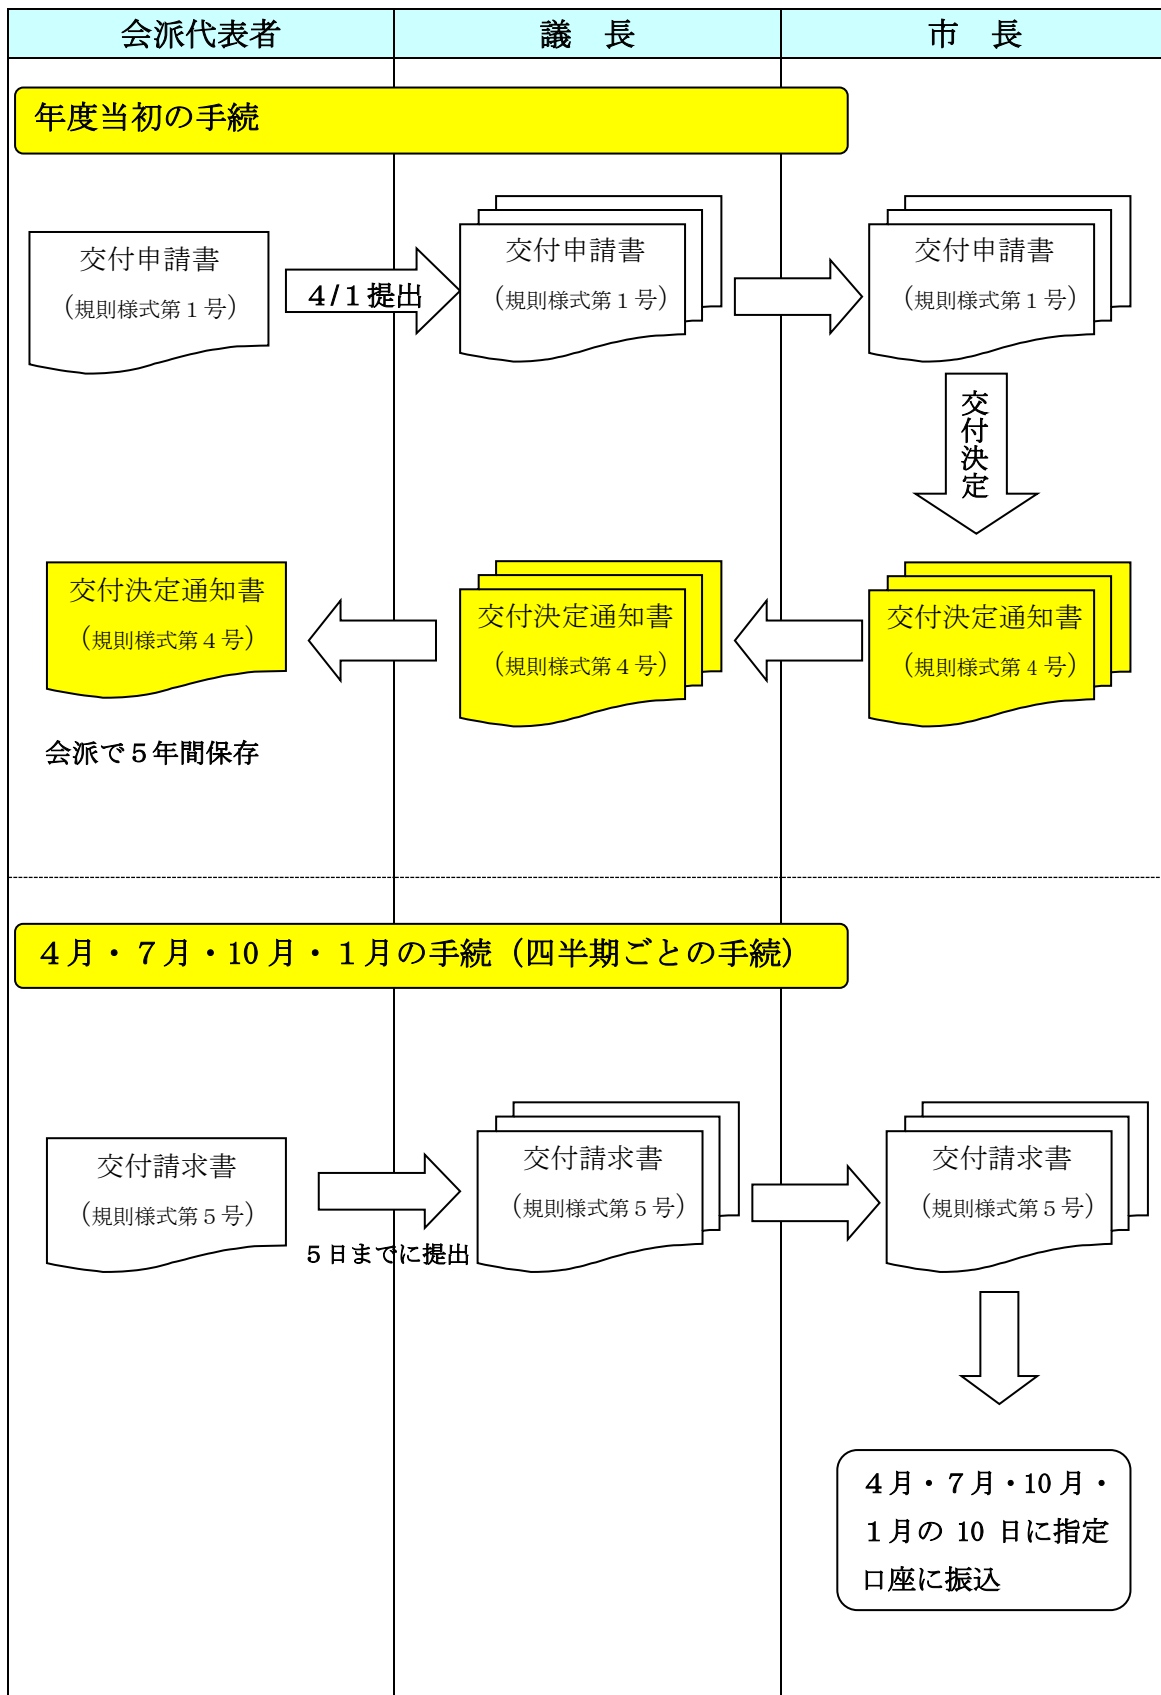 会派代表者
議　長
市　長
年度当初の手続
交付申請書
（規則様式第１号）
４/１提出
交付申請書
（規則様式第１号）
交付申請書
（規則様式第１号）
交付決定
交付決定通知書
（規則様式第４号）
交付決定通知書
（規則様式第４号）
交付決定通知書
（規則様式第４号）
会派で５年間保存
４月・７月・10月・１月の手続（四半期ごとの手続）
交付請求書
（規則様式第５号）
５日までに提出
交付請求書
（規則様式第５号）
交付請求書
（規則様式第５号）
４月・７月・10月・
１月の 10 日に指定
口座に振込